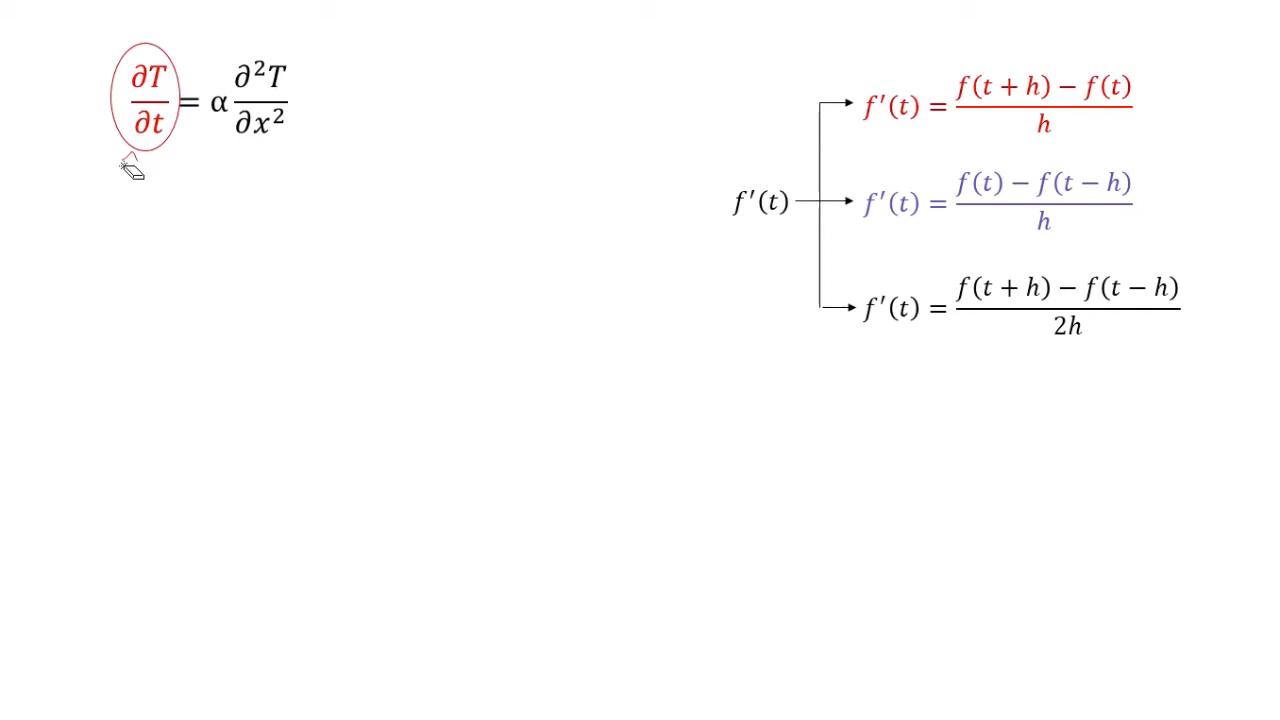 ∂T/∂t = α ∂²T/∂x²
f′(t) = (f(t + h) − f(t))/h
f′(t)
f′(t) = (f(t) − f(t − h))/h
f′(t) = (f(t + h) − f(t − h))/2h